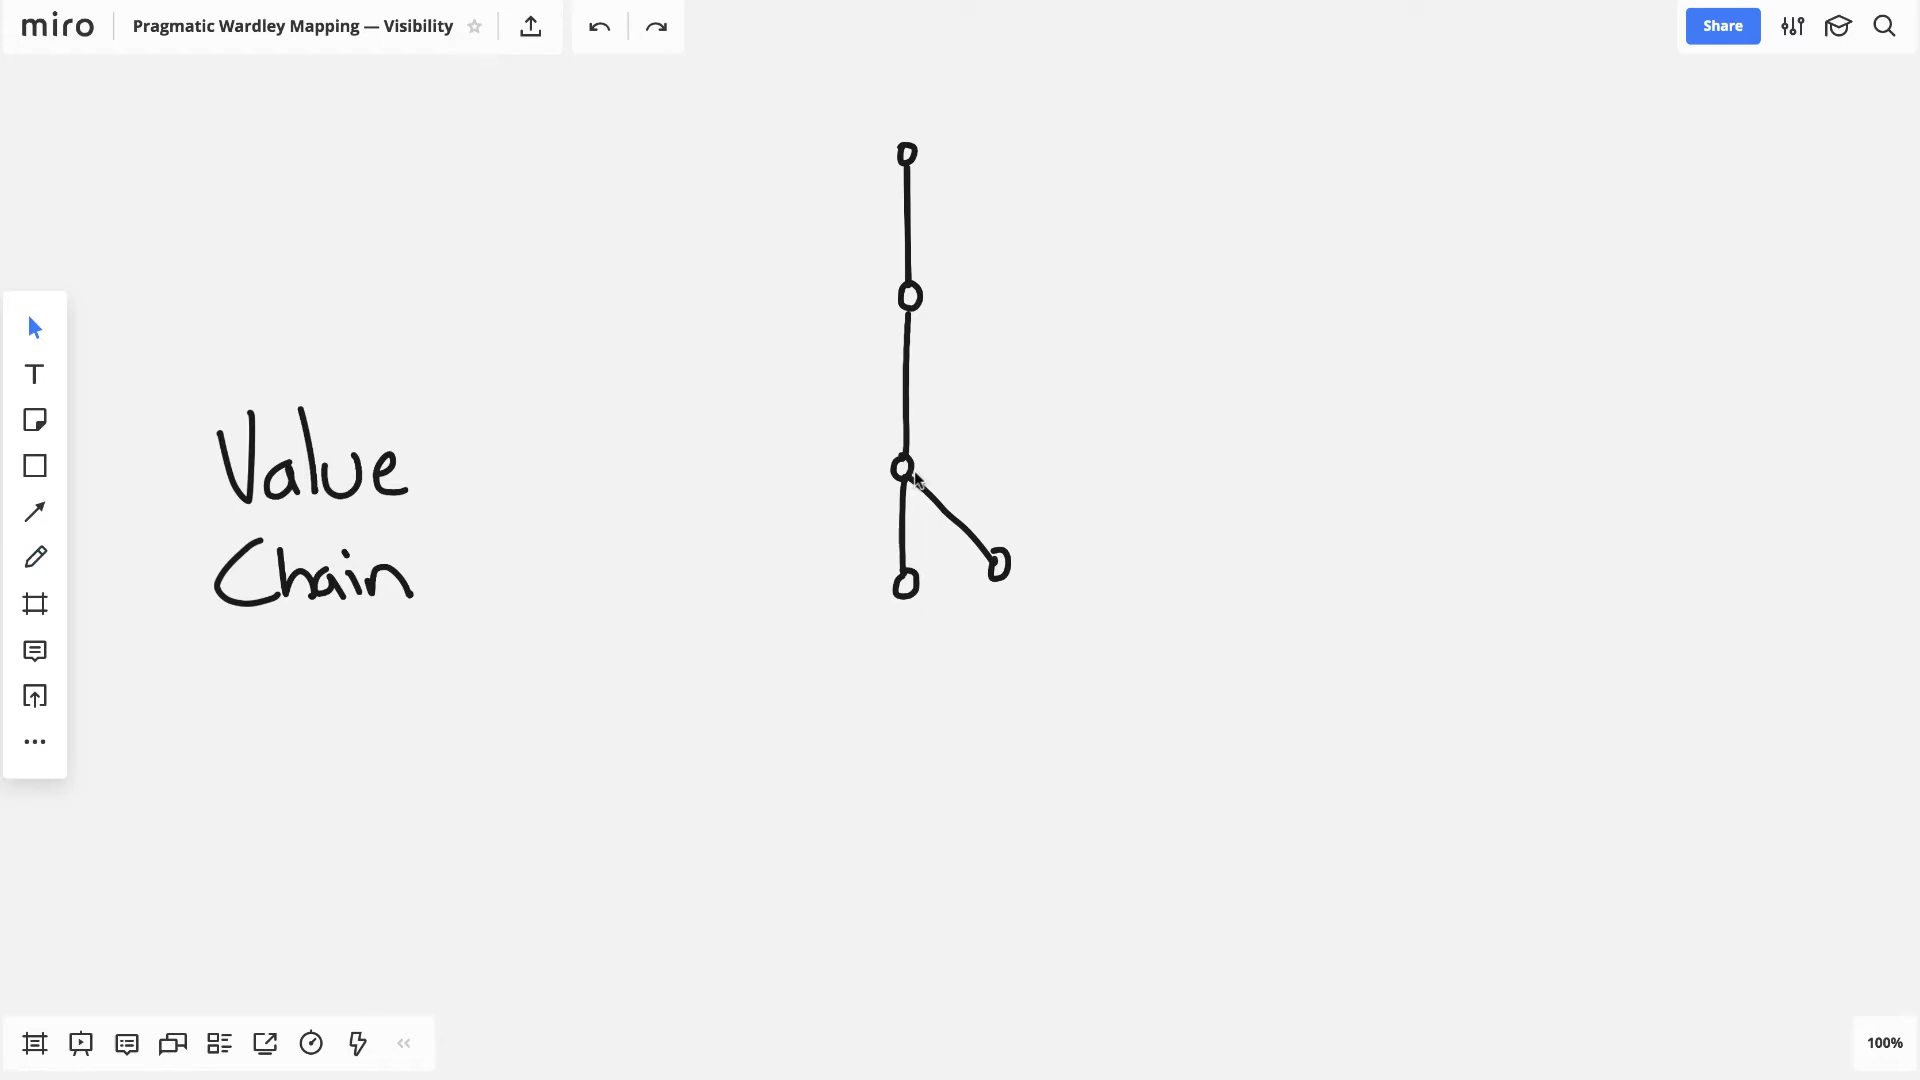 miro
Pragmatic Wardley Mapping — Visibility
Share
Value
Chain
100%